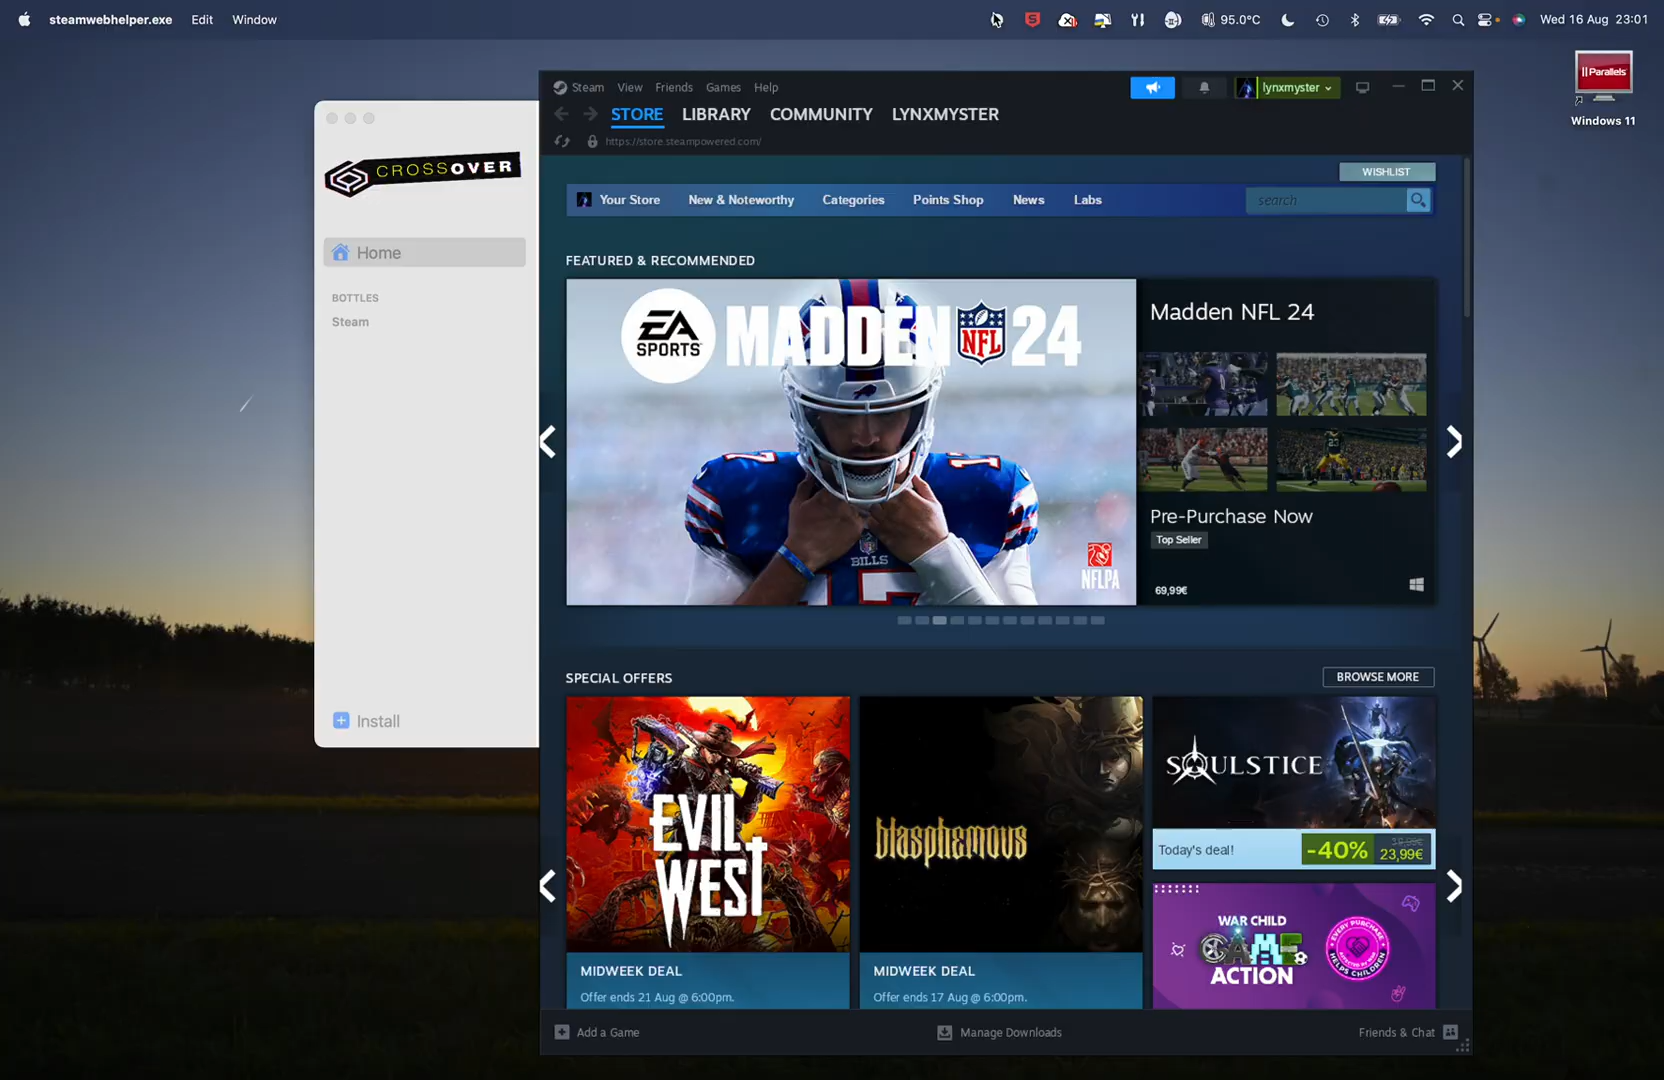 steamwebhelper.exe Edit Window
95.0°C
Wed 16 Aug 23:01
Parallels
Windows 11
CROSSOVER
Home
BOTTLES
Steam
Install
Steam View Friends Games Help
lynxmyster
STORE LIBRARY COMMUNITY LYNXMYSTER
https://store.steampowered.com/
WISHLIST
Your Store New & Noteworthy Categories Points Shop News Labs
search
FEATURED & RECOMMENDED
EA SPORTS MADDEN NFL 24
BILLS
NFLPA
Madden NFL 24
Pre-Purchase Now
Top Seller
69,99€
SPECIAL OFFERS
BROWSE MORE
EVIL WEST
MIDWEEK DEAL
Offer ends 21 Aug @ 6:00pm.
blasphemous
MIDWEEK DEAL
Offer ends 17 Aug @ 6:00pm.
SOULSTICE
Today's deal!
-40%
23,99€
WAR CHILD
GAME
ACTION
EVERY PURCHASE
HELPS CHILDREN
Add a Game
Manage Downloads
Friends & Chat